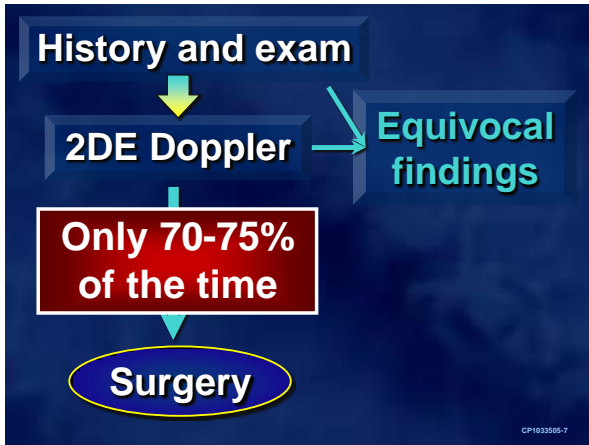 History and exam
2DE Doppler
Equivocal
findings
Only 70-75%
of the time
Surgery
CP1033505-7